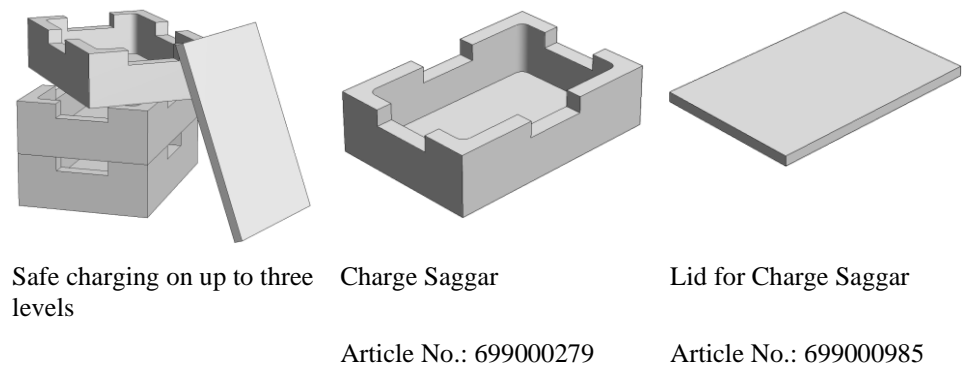 Safe charging on up to three
levels
Charge Saggar
Article No.: 699000279
Lid for Charge Saggar
Article No.: 699000985